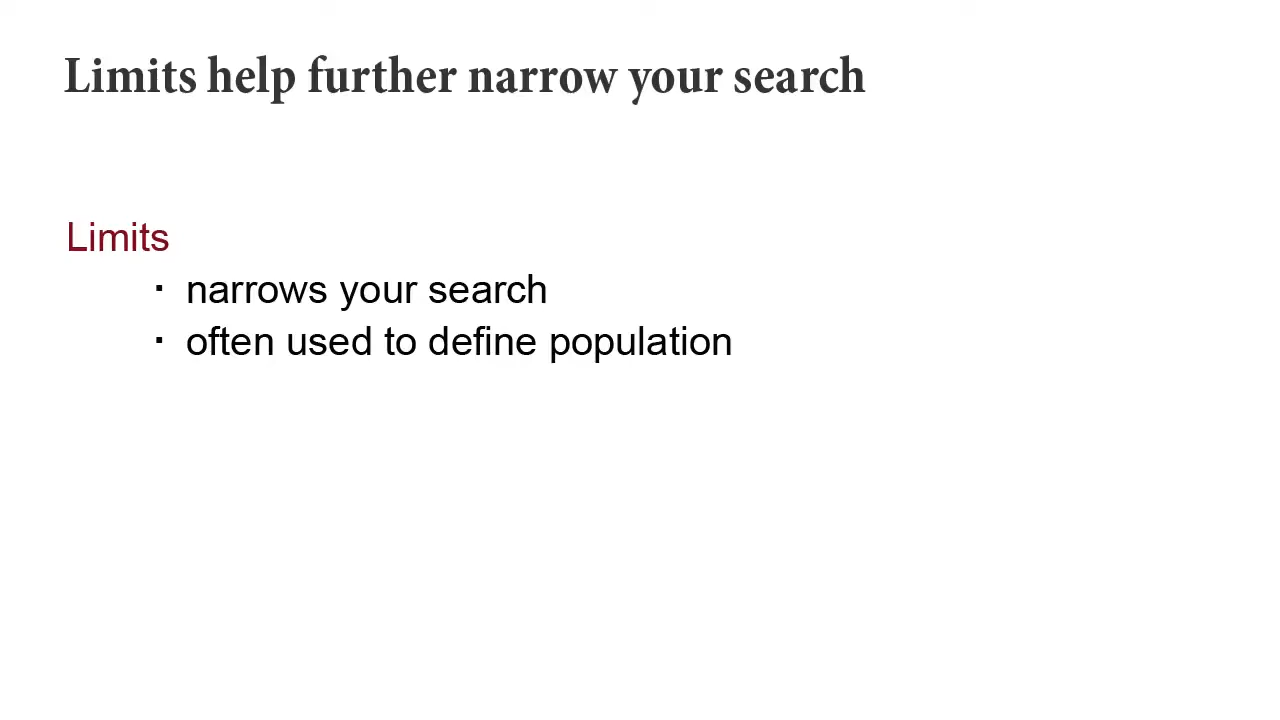 Limits help further narrow your search
Limits
· narrows your search
· often used to define population